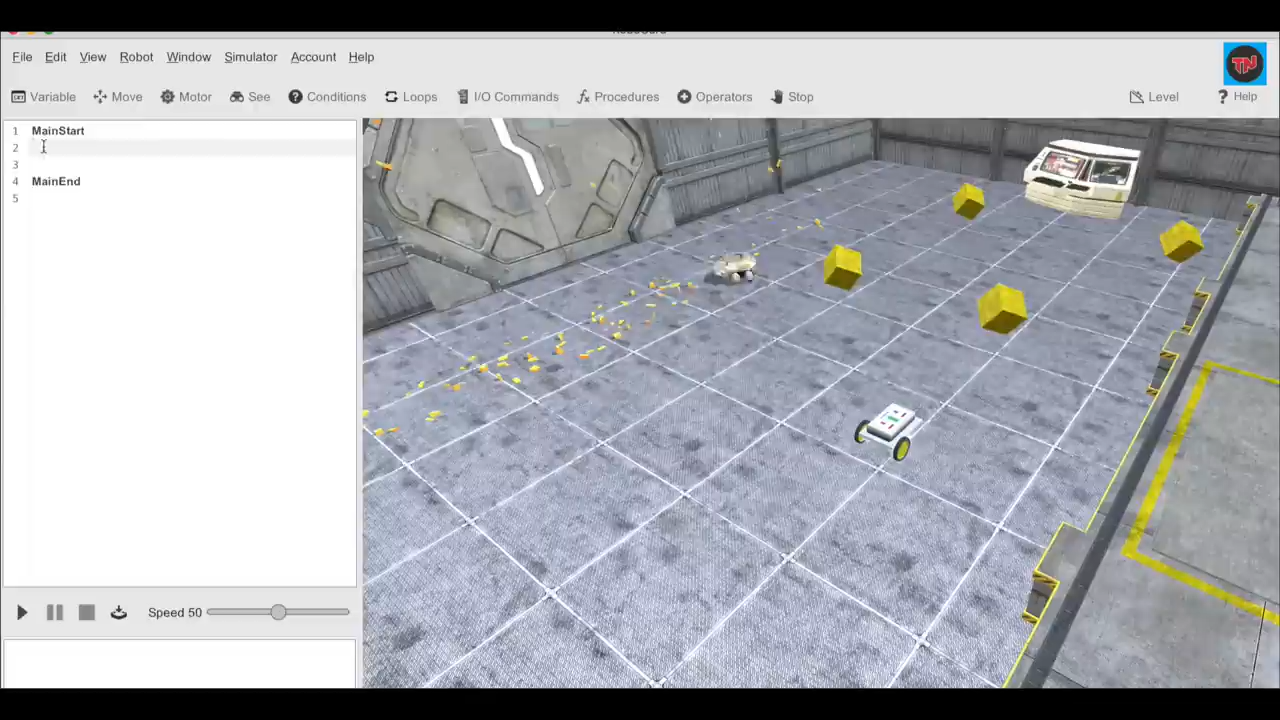 File Edit View Robot Window Simulator Account Help
TN
Variable Move Motor See Conditions Loops I/O Commands Procedures Operators Stop Level Help
1 MainStart
2
3
4 MainEnd
5
Speed 50